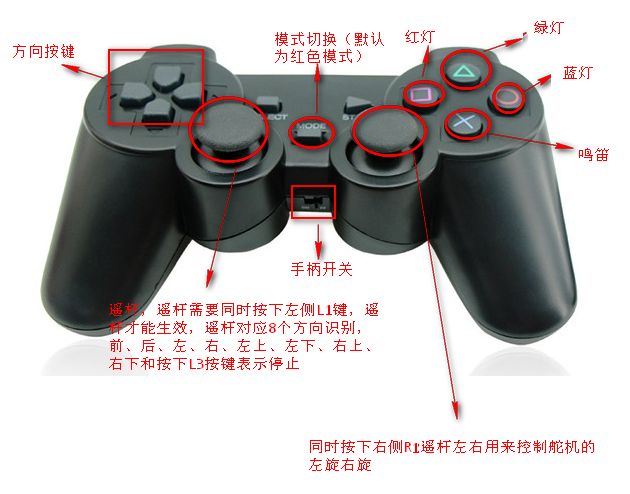 绿灯
模式切换（默认
为红色模式）
红灯
方向按键
蓝灯
MODE
鸣笛
手柄开关
遥杆，遥杆需要同时按下左侧L1键，遥
杆才能生效，遥杆对应8个方向识别，
前、后、左、右、左上、左下、右上、
右下和按下L3按键表示停止
同时按下右侧R1遥杆左右用来控制舵机的
左旋右旋